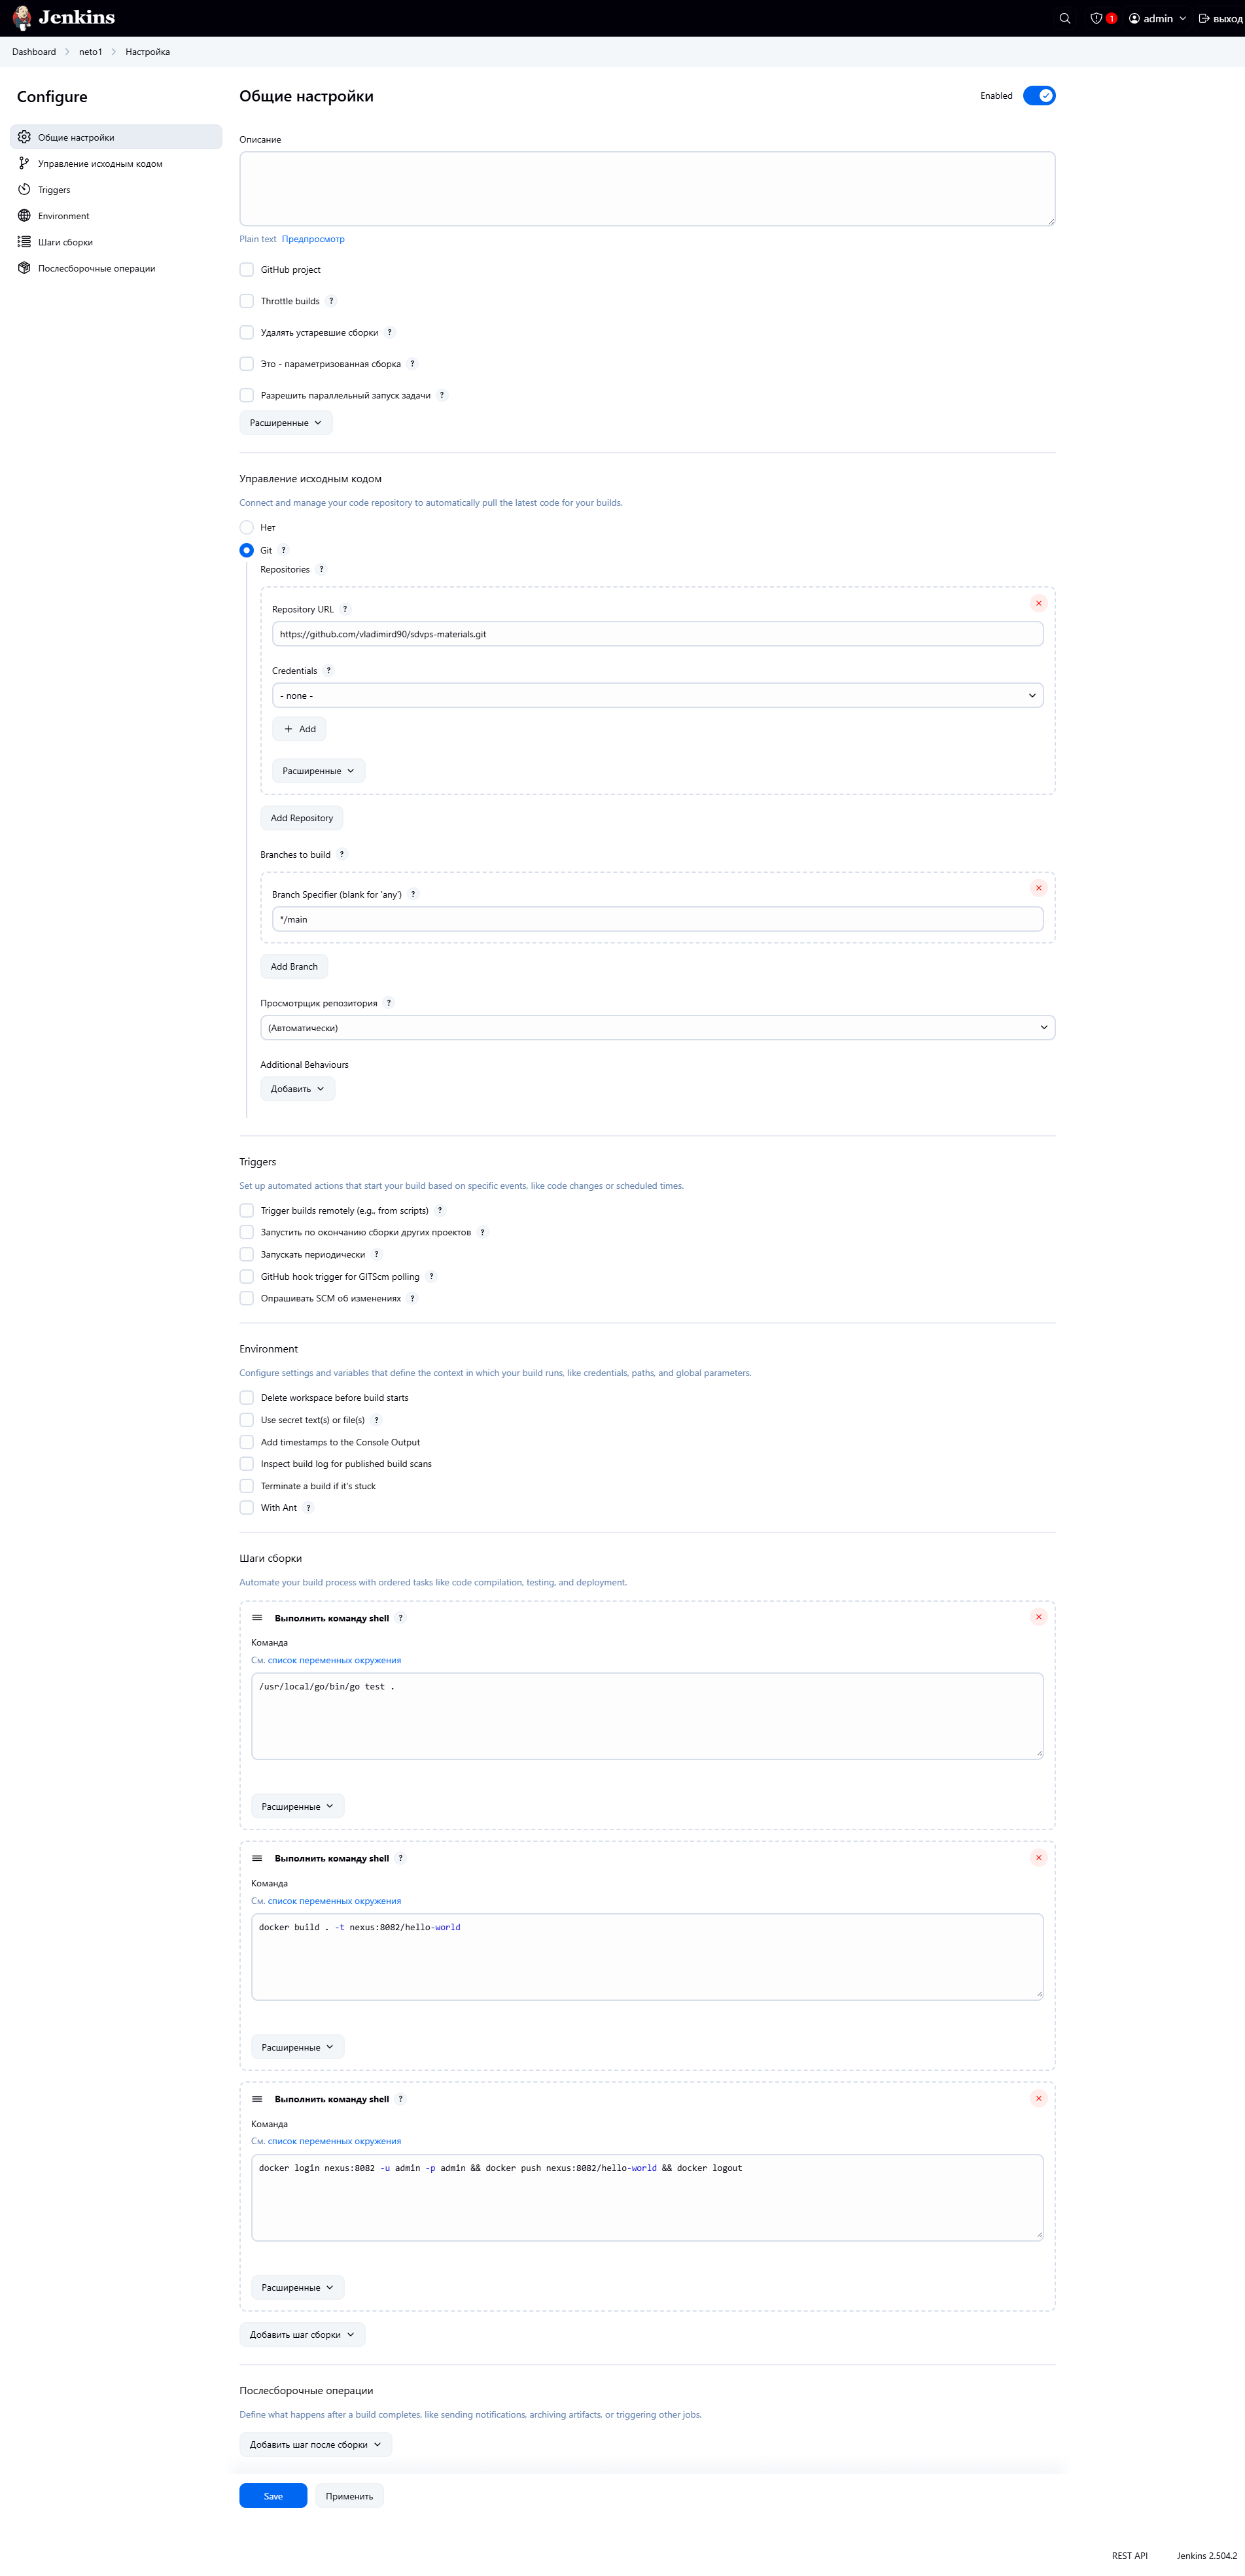 Jenkins
1
admin
выход
Dashboard
neto1
Настройка
Configure
Общие настройки
Управление исходным кодом
Triggers
Environment
Шаги сборки
Послесборочные операции
Общие настройки
Enabled
Описание
Plain text Предпросмотр
GitHub project
Throttle builds ?
Удалять устаревшие сборки ?
Это - параметризованная сборка ?
Разрешить параллельный запуск задачи ?
Расширенные
Управление исходным кодом
Connect and manage your code repository to automatically pull the latest code for your builds.
Нет
Git ?
Repositories ?
Repository URL ?
https://github.com/vladimird90/sdvps-materials.git
Credentials ?
- none -
Add
Расширенные
Add Repository
Branches to build ?
Branch Specifier (blank for 'any') ?
*/main
Add Branch
Просмотрщик репозитория ?
(Автоматически)
Additional Behaviours
Добавить
Triggers
Set up automated actions that start your build based on specific events, like code changes or scheduled times.
Trigger builds remotely (e.g., from scripts) ?
Запустить по окончанию сборки других проектов ?
Запускать периодически ?
GitHub hook trigger for GITScm polling ?
Опрашивать SCM об изменениях ?
Environment
Configure settings and variables that define the context in which your build runs, like credentials, paths, and global parameters.
Delete workspace before build starts
Use secret text(s) or file(s) ?
Add timestamps to the Console Output
Inspect build log for published build scans
Terminate a build if it's stuck
With Ant ?
Шаги сборки
Automate your build process with ordered tasks like code compilation, testing, and deployment.
Выполнить команду shell ?
Команда
См. список переменных окружения
/usr/local/go/bin/go test .
Расширенные
Выполнить команду shell ?
Команда
См. список переменных окружения
docker build . -t nexus:8082/hello-world
Расширенные
Выполнить команду shell ?
Команда
См. список переменных окружения
docker login nexus:8082 -u admin -p admin && docker push nexus:8082/hello-world && docker logout
Расширенные
Добавить шаг сборки
Послесборочные операции
Define what happens after a build completes, like sending notifications, archiving artifacts, or triggering other jobs.
Добавить шаг после сборки
Save
Применить
REST API
Jenkins 2.504.2